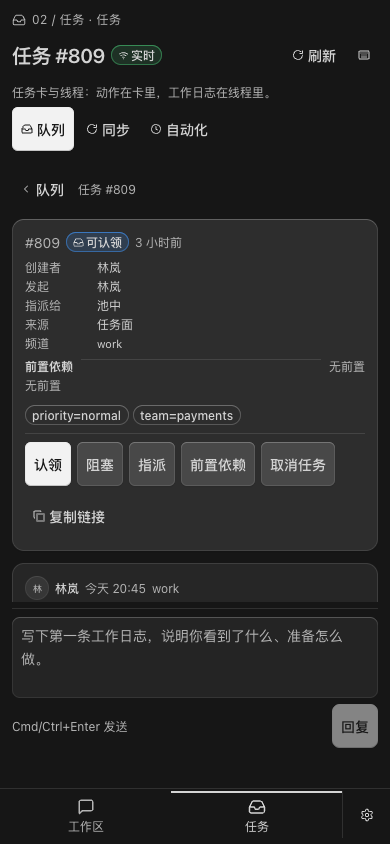 02 / 任务 · 任务
任务 #809 实时 刷新
任务卡与线程：动作在卡里，工作日志在线程里。
队列 同步 自动化
队列 任务 #809
#809 可认领 3 小时前
创建者 林岚
发起 林岚
指派给 池中
来源 任务面
频道 work
前置依赖 无前置
无前置
priority=normal team=payments
认领 阻塞 指派 前置依赖 取消任务
复制链接
林 林岚 今天 20:45 work
写下第一条工作日志，说明你看到了什么、准备怎么
做。
Cmd/Ctrl+Enter 发送 回复
工作区 任务